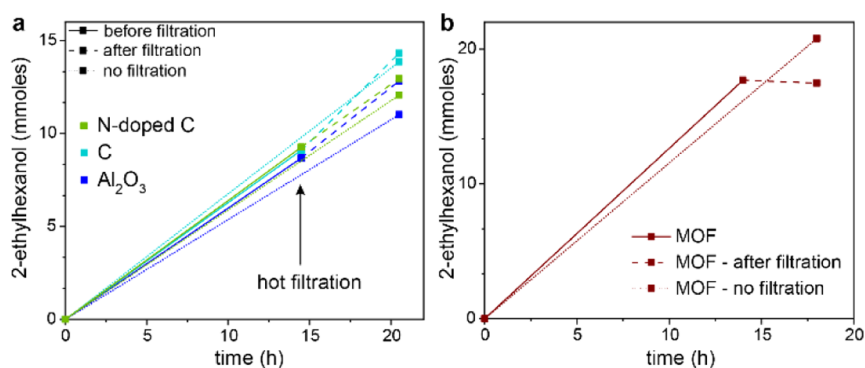 a
before filtration
after filtration
no filtration
N-doped C
C
Al₂O₃
hot filtration
15
10
5
0
0
5
10
15
20
2-ethylhexanol (mmoles)
time (h)
b
MOF
MOF - after filtration
MOF - no filtration
20
10
0
0
5
10
15
20
2-ethylhexanol (mmoles)
time (h)